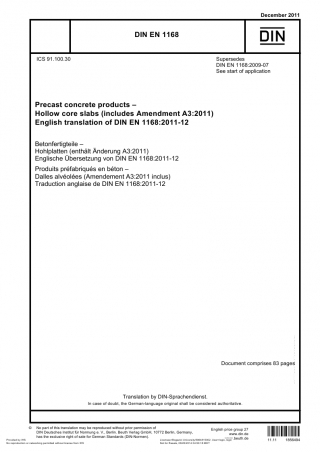 December 2011
DIN EN 1168
DIN
ICS 91.100.30
Supersedes
DIN EN 1168:2009-07
See start of application
Precast concrete products –
Hollow core slabs (includes Amendment A3:2011)
English translation of DIN EN 1168:2011-12
Betonfertigteile –
Hohlplatten (enthält Änderung A3:2011)
Englische Übersetzung von DIN EN 1168:2011-12
Produits préfabriqués en béton –
Dalles alvéolées (Amendement A3:2011 inclus)
Traduction anglaise de DIN EN 1168:2011-12
Document comprises 83 pages
Translation by DIN-Sprachendienst.
In case of doubt, the German-language original shall be considered authoritative.
© No part of this translation may be reproduced without prior permission of
DIN Deutsches Institut für Normung e. V., Berlin. Beuth Verlag GmbH, 10772 Berlin, Germany,
has the exclusive right of sale for German Standards (DIN-Normen).
English price group 27
www.din.de
www.beuth.de
11.11